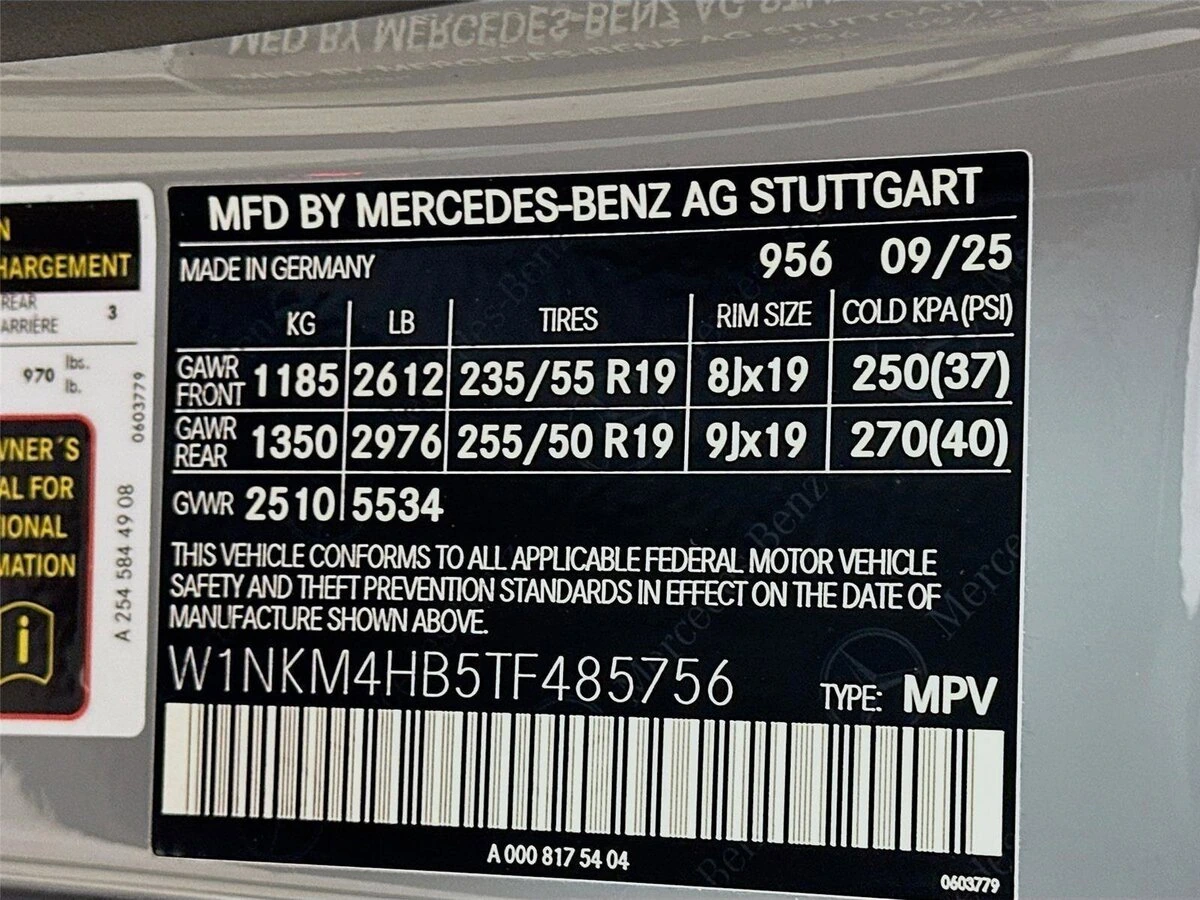 MFD BY MERCEDES-BENZ AG STUTTGART
MADE IN GERMANY 956 09/25
KG LB TIRES RIM SIZE COLD KPA (PSI)
GAWR FRONT 1185 2612 235/55 R19 8Jx19 250(37)
GAWR REAR 1350 2976 255/50 R19 9Jx19 270(40)
GVWR 2510 5534
THIS VEHICLE CONFORMS TO ALL APPLICABLE FEDERAL MOTOR VEHICLE
SAFETY AND THEFT PREVENTION STANDARDS IN EFFECT ON THE DATE OF
MANUFACTURE SHOWN ABOVE.
W1NKM4HB5TF485756 TYPE: MPV
A 000 817 54 04
0603779
N
HARGEMENT
REAR
ARRIÈRE 3
970 lbs.
lb.
0603779
WNER´S
AL FOR
IONAL
MATION
A 254 584 49 08